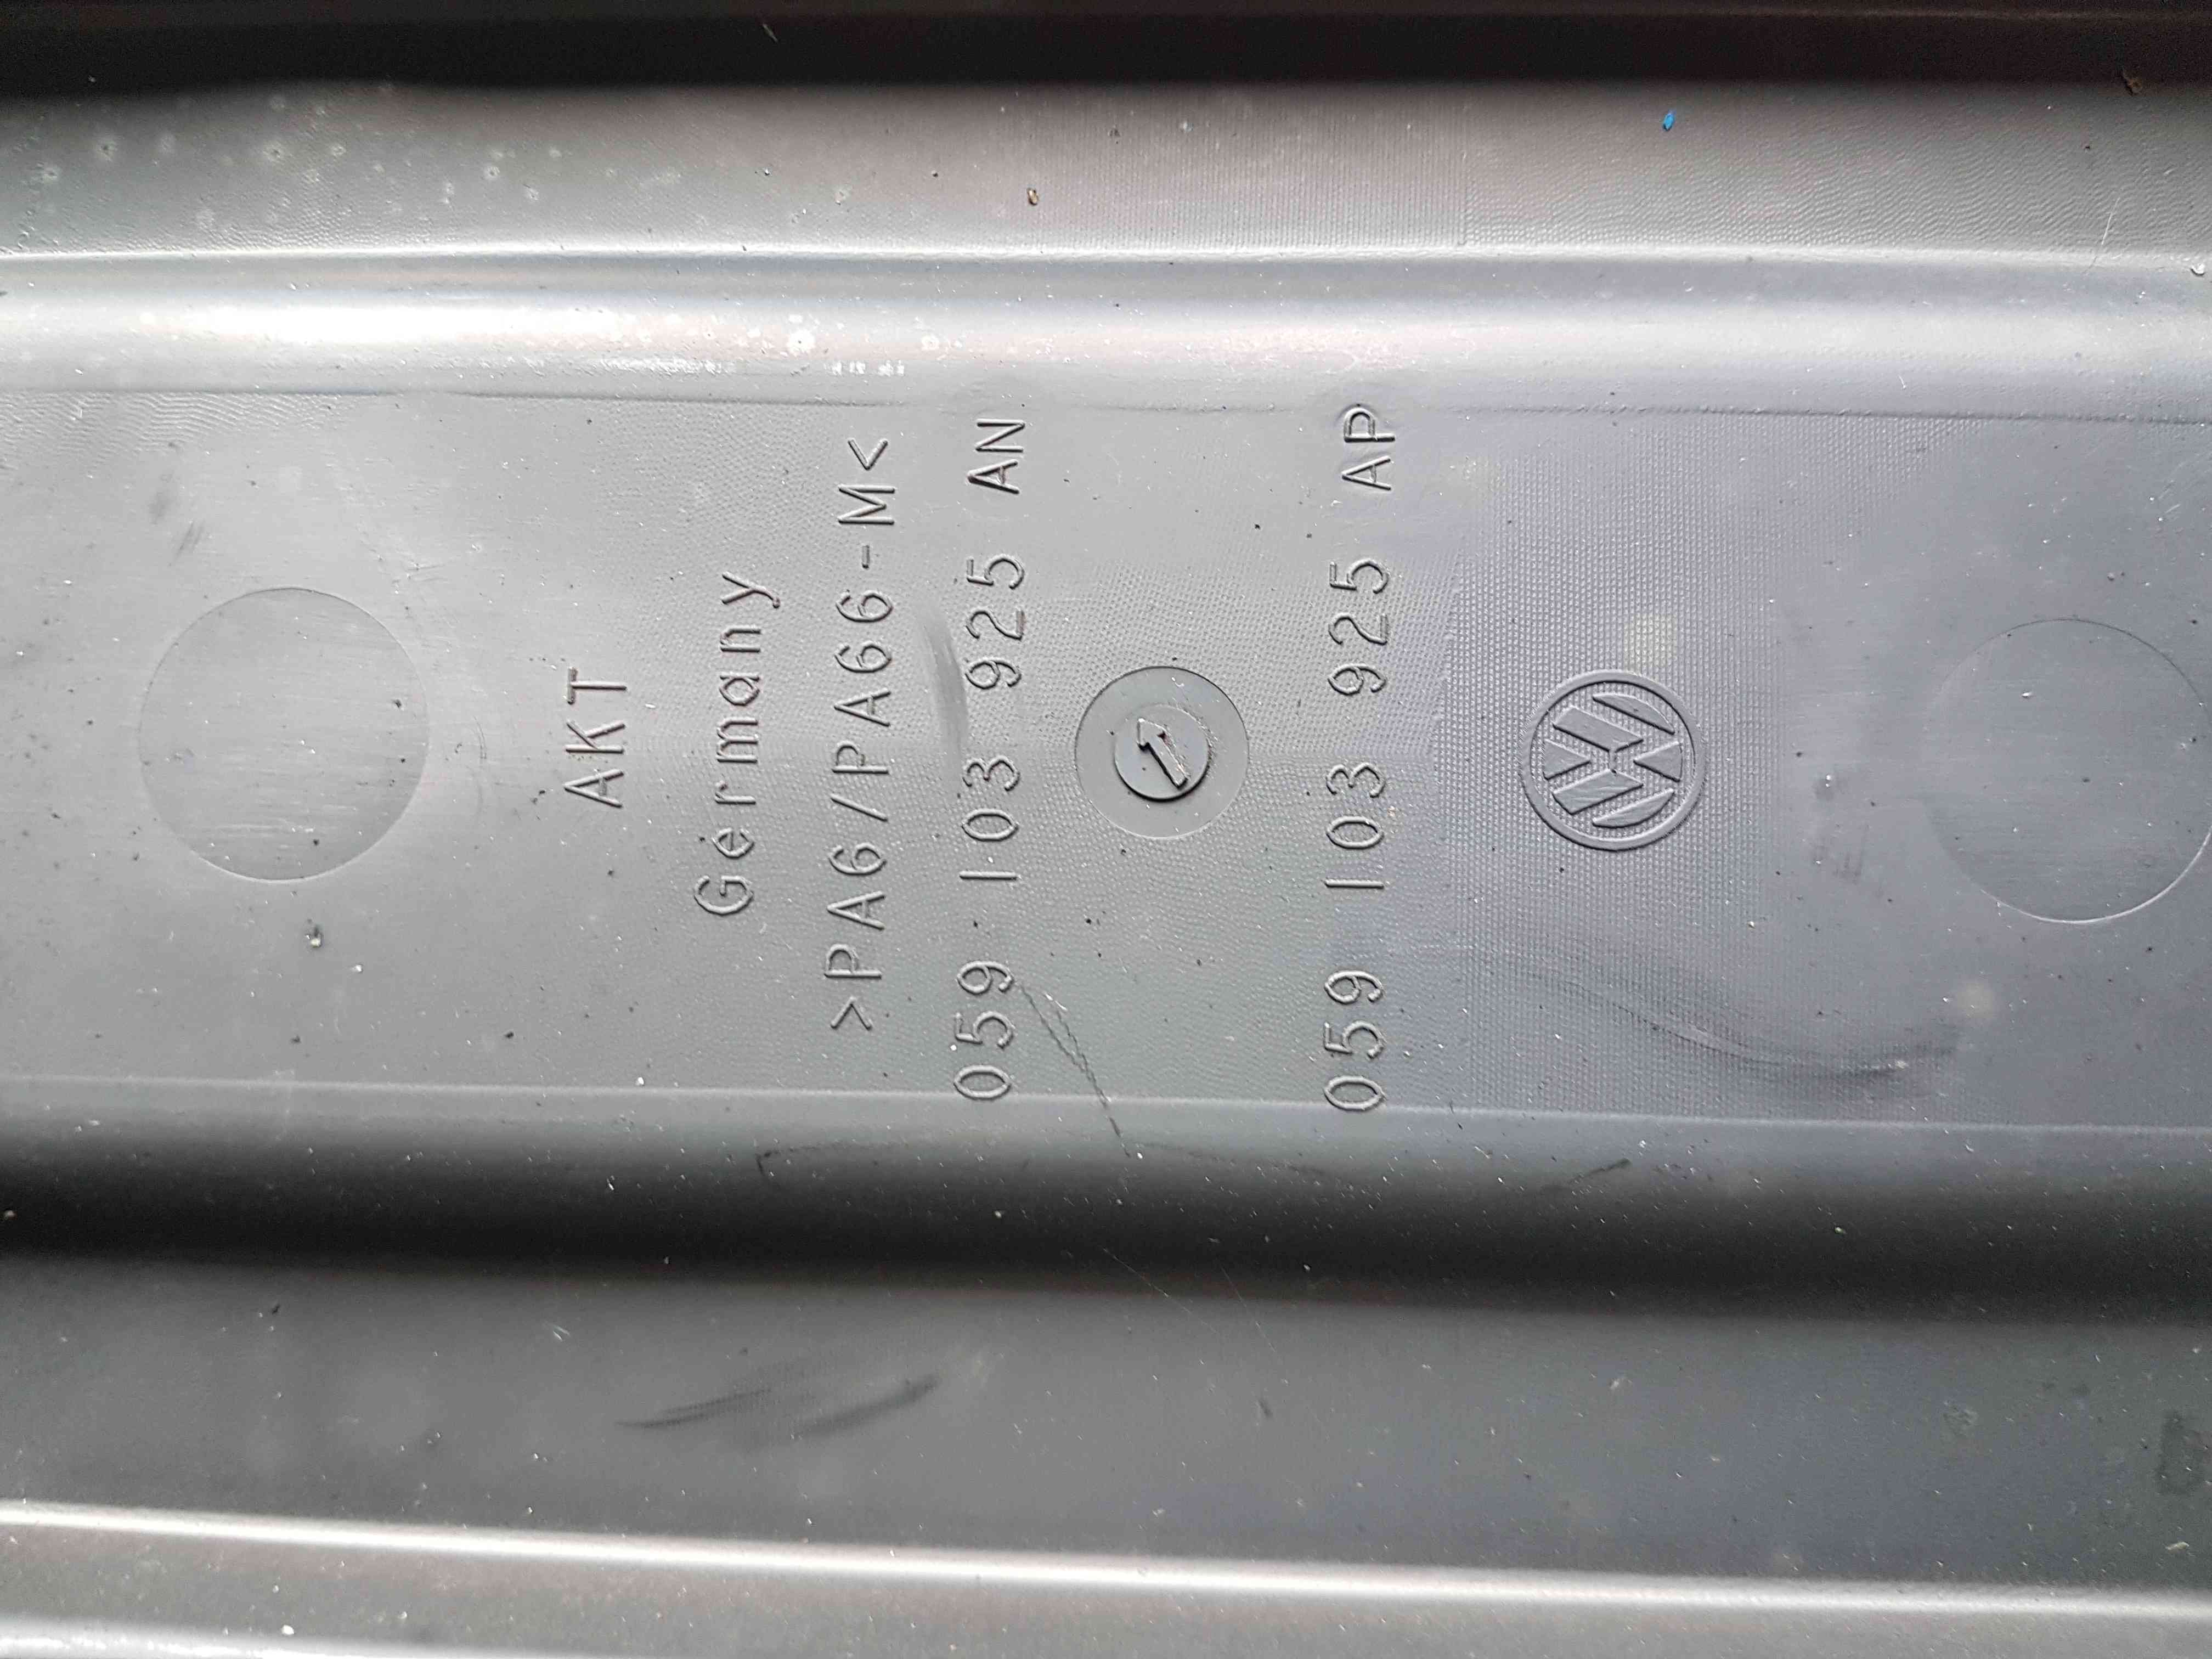 AKT
Germany
>PA6/PA66-M<
059 103 925 AN
059 103 925 AP